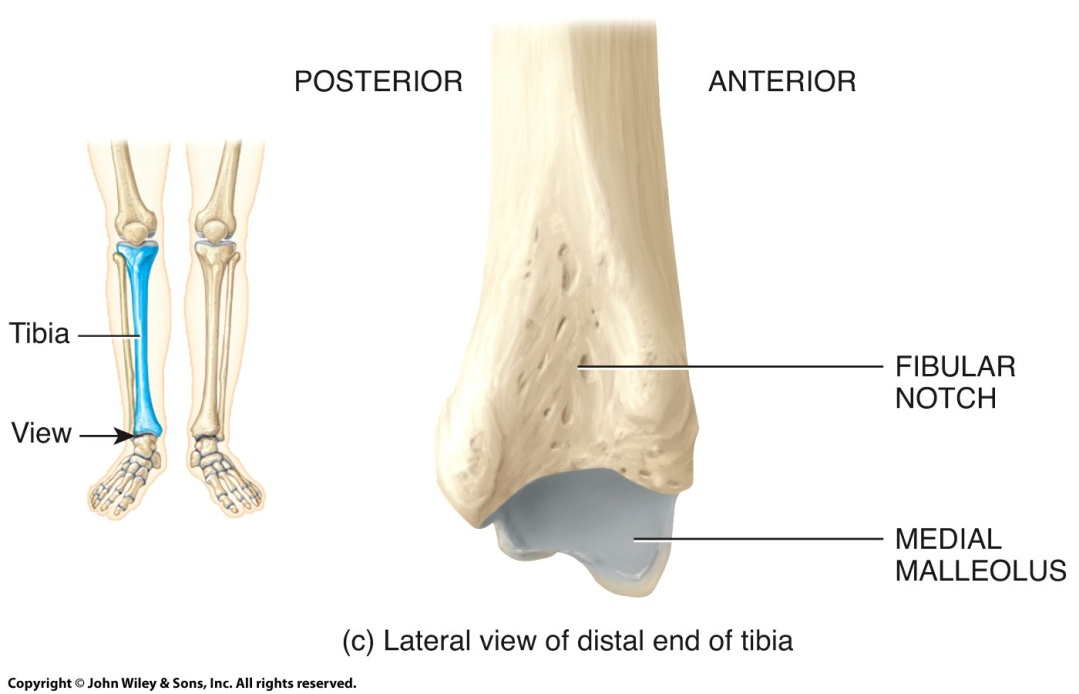 POSTERIOR
ANTERIOR
Tibia
View
FIBULAR
NOTCH
MEDIAL
MALLEOLUS
(c) Lateral view of distal end of tibia
Copyright © John Wiley & Sons, Inc. All rights reserved.